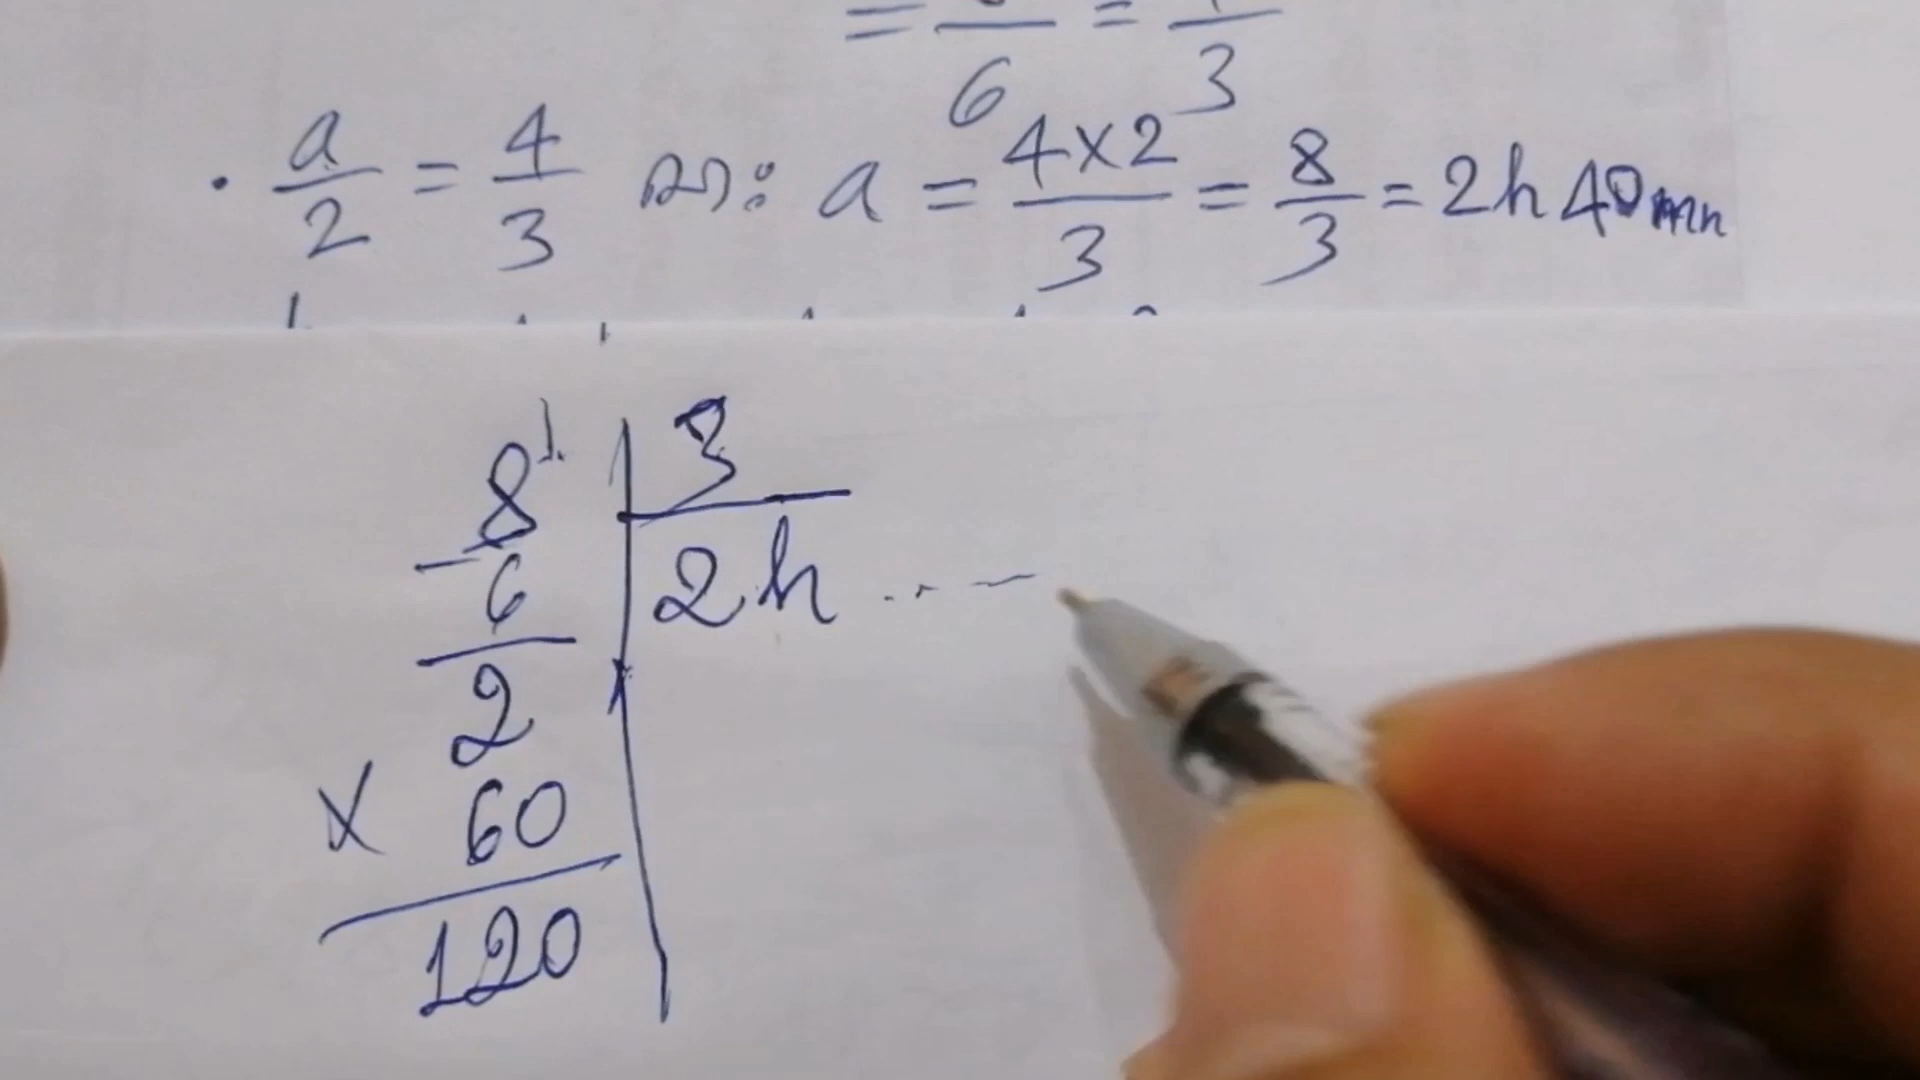 = /6 = /3
· a/2 = 4/3 នាំ: a = 4×2/3 = 8/3 = 2h 40mn
8 | 3
- 6 | 2h ...
2
× 60
120